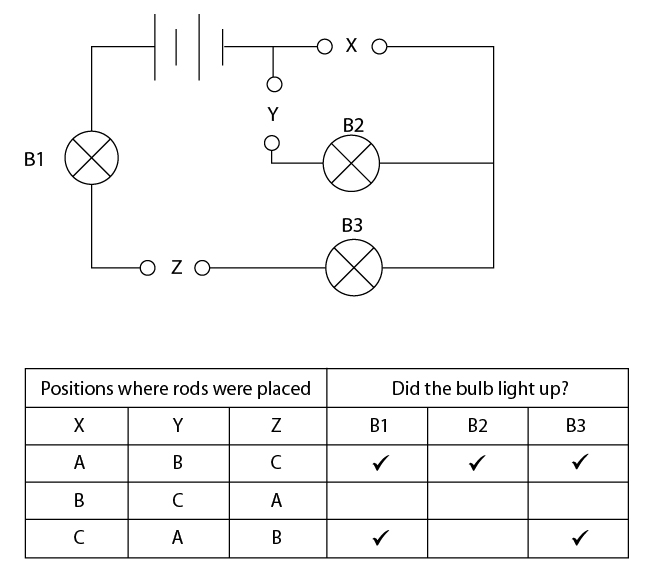 X
Y
B2
B1
B3
Z
Positions where rods were placed Did the bulb light up?
X Y Z B1 B2 B3
A B C ✓ ✓ ✓
B C A
C A B ✓ ✓